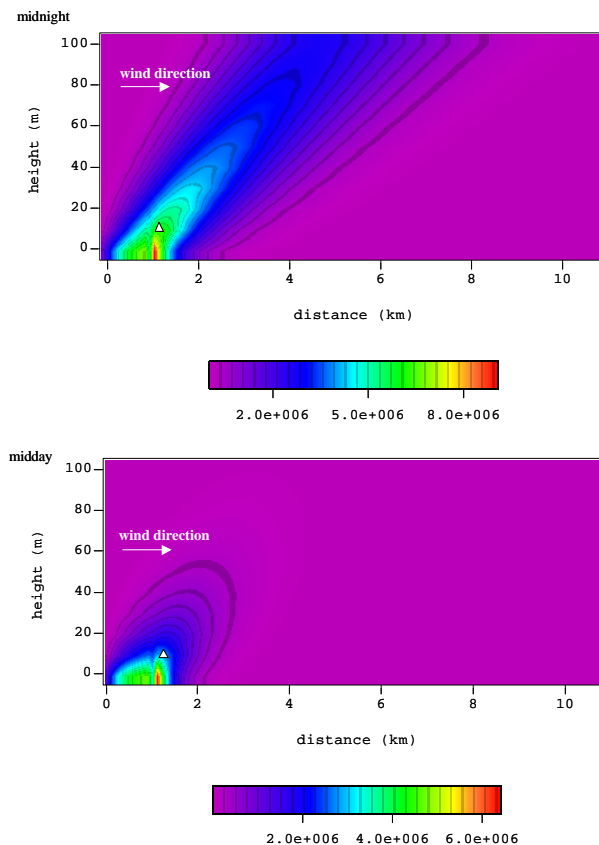 midnight
100
wind direction
80
60
height (m)
40
20
0
0 2 4 6 8 10
distance (km)
2.0e+006 5.0e+006 8.0e+006
midday
100
80
wind direction
60
height (m)
40
20
0
0 2 4 6 8 10
distance (km)
2.0e+006 4.0e+006 6.0e+006